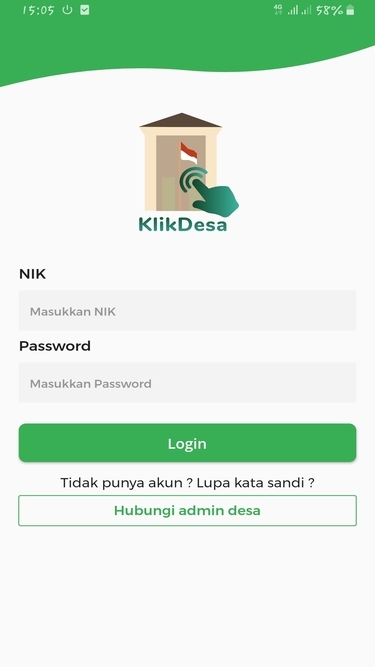 15:05 4G 58%
KlikDesa
NIK
Masukkan NIK
Password
Masukkan Password
Login
Tidak punya akun ? Lupa kata sandi ?
Hubungi admin desa